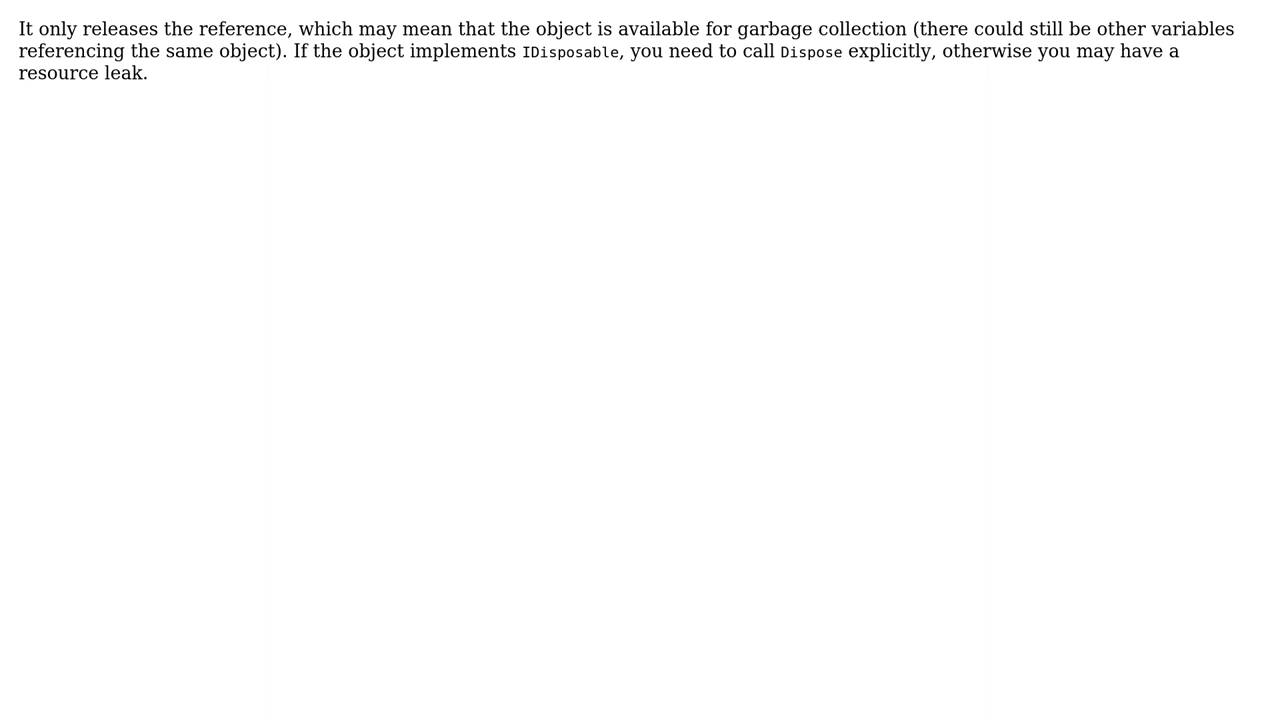 It only releases the reference, which may mean that the object is available for garbage collection (there could still be other variables
referencing the same object). If the object implements IDisposable, you need to call Dispose explicitly, otherwise you may have a
resource leak.